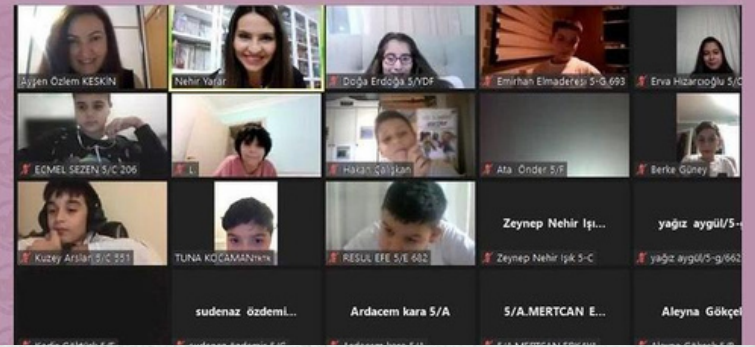 Ayşen Özlem KESKİN
Nehir Yarar
Doğa Erdoğa 5/YDF
Emirhan Elmaderesi 5-G 693
Erva Hızarcıoğlu 5/C
ECMEL SEZEN 5/C 206
L
Hakan Çalışkan
Ata Önder 5/F
Berke Güney
Kuzey Arslan 5/C 551
TUNA KOCAMAN
RESUL EFE 5/E 682
Zeynep Nehir Işı...
Zeynep Nehir Işık 5-C
yağız aygül/5-
yağız aygül/5-g/662
sudenaz özdemi...
Ardacem kara 5/A
5/A.MERTCAN E...
Aleyna Gökçe